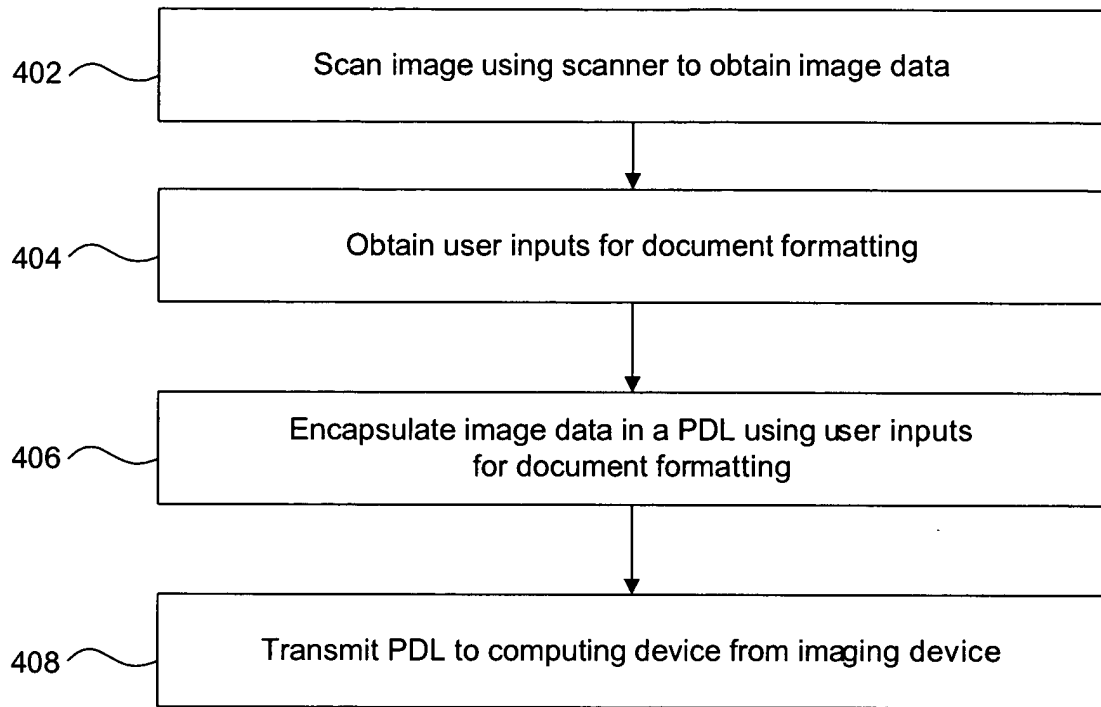 402
Scan image using scanner to obtain image data
404
Obtain user inputs for document formatting
406
Encapsulate image data in a PDL using user inputs
for document formatting
408
Transmit PDL to computing device from imaging device